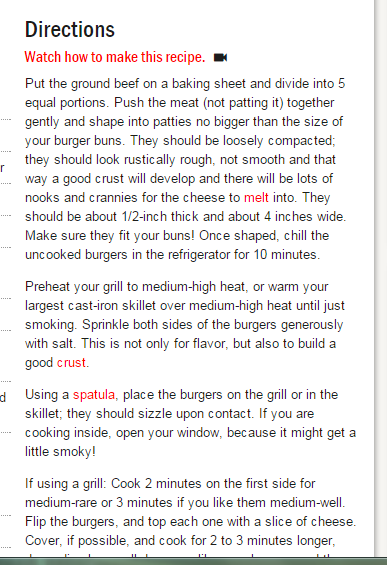 Directions
Watch how to make this recipe.
Put the ground beef on a baking sheet and divide into 5
equal portions. Push the meat (not patting it) together
gently and shape into patties no bigger than the size of
your burger buns. They should be loosely compacted;
they should look rustically rough, not smooth and that
way a good crust will develop and there will be lots of
nooks and crannies for the cheese to melt into. They
should be about 1/2-inch thick and about 4 inches wide.
Make sure they fit your buns! Once shaped, chill the
uncooked burgers in the refrigerator for 10 minutes.
Preheat your grill to medium-high heat, or warm your
largest cast-iron skillet over medium-high heat until just
smoking. Sprinkle both sides of the burgers generously
with salt. This is not only for flavor, but also to build a
good crust.
Using a spatula, place the burgers on the grill or in the
skillet; they should sizzle upon contact. If you are
cooking inside, open your window, because it might get a
little smoky!
If using a grill: Cook 2 minutes on the first side for
medium-rare or 3 minutes if you like them medium-well.
Flip the burgers, and top each one with a slice of cheese.
Cover, if possible, and cook for 2 to 3 minutes longer,